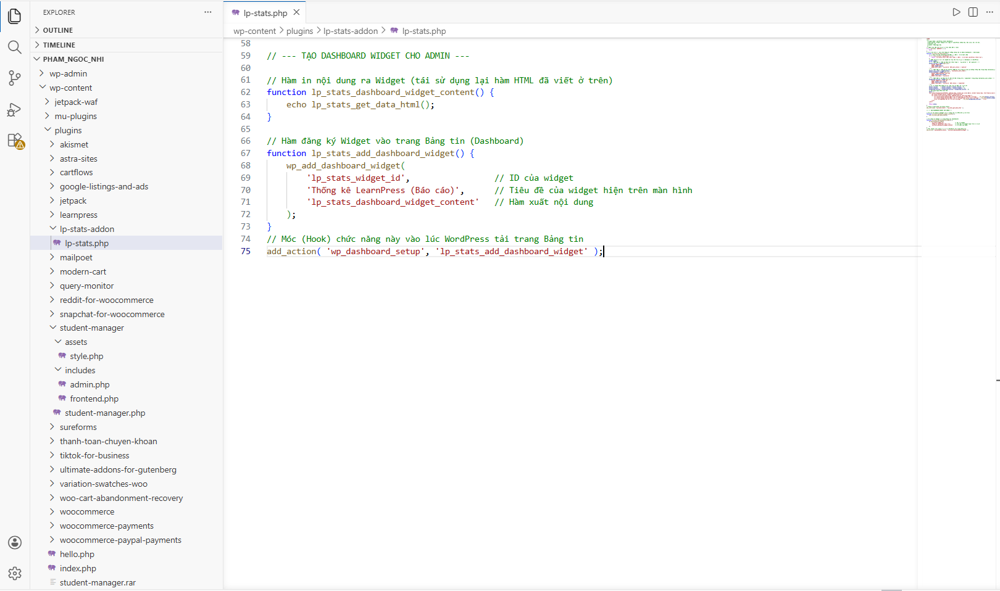 EXPLORER
OUTLINE
TIMELINE
PHAM_NGOC_NHI
wp-admin
wp-content
jetpack-waf
mu-plugins
plugins
akismet
astra-sites
cartflows
google-listings-and-ads
jetpack
learnpress
lp-stats-addon
lp-stats.php
mailpoet
modern-cart
query-monitor
reddit-for-woocommerce
snapchat-for-woocommerce
student-manager
assets
style.php
includes
admin.php
frontend.php
student-manager.php
sureforms
thanh-toan-chuyen-khoan
tiktok-for-business
ultimate-addons-for-gutenberg
variation-swatches-woo
woo-cart-abandonment-recovery
woocommerce
woocommerce-payments
woocommerce-paypal-payments
hello.php
index.php
student-manager.rar
lp-stats.php
wp-content > plugins > lp-stats-addon > lp-stats.php
58
59 // --- TẠO DASHBOARD WIDGET CHO ADMIN ---
60
61 // Hàm in nội dung ra Widget (tái sử dụng lại hàm HTML đã viết ở trên)
62 function lp_stats_dashboard_widget_content() {
63     echo lp_stats_get_data_html();
64 }
65
66 // Hàm đăng ký Widget vào trang Bảng tin (Dashboard)
67 function lp_stats_add_dashboard_widget() {
68     wp_add_dashboard_widget(
69         'lp_stats_widget_id',                 // ID của widget
70         'Thống kê LearnPress (Báo cáo)',      // Tiêu đề của widget hiện trên màn hình
71         'lp_stats_dashboard_widget_content'   // Hàm xuất nội dung
72     );
73 }
74 // Móc (Hook) chức năng này vào lúc WordPress tải trang Bảng tin
75 add_action( 'wp_dashboard_setup', 'lp_stats_add_dashboard_widget' );